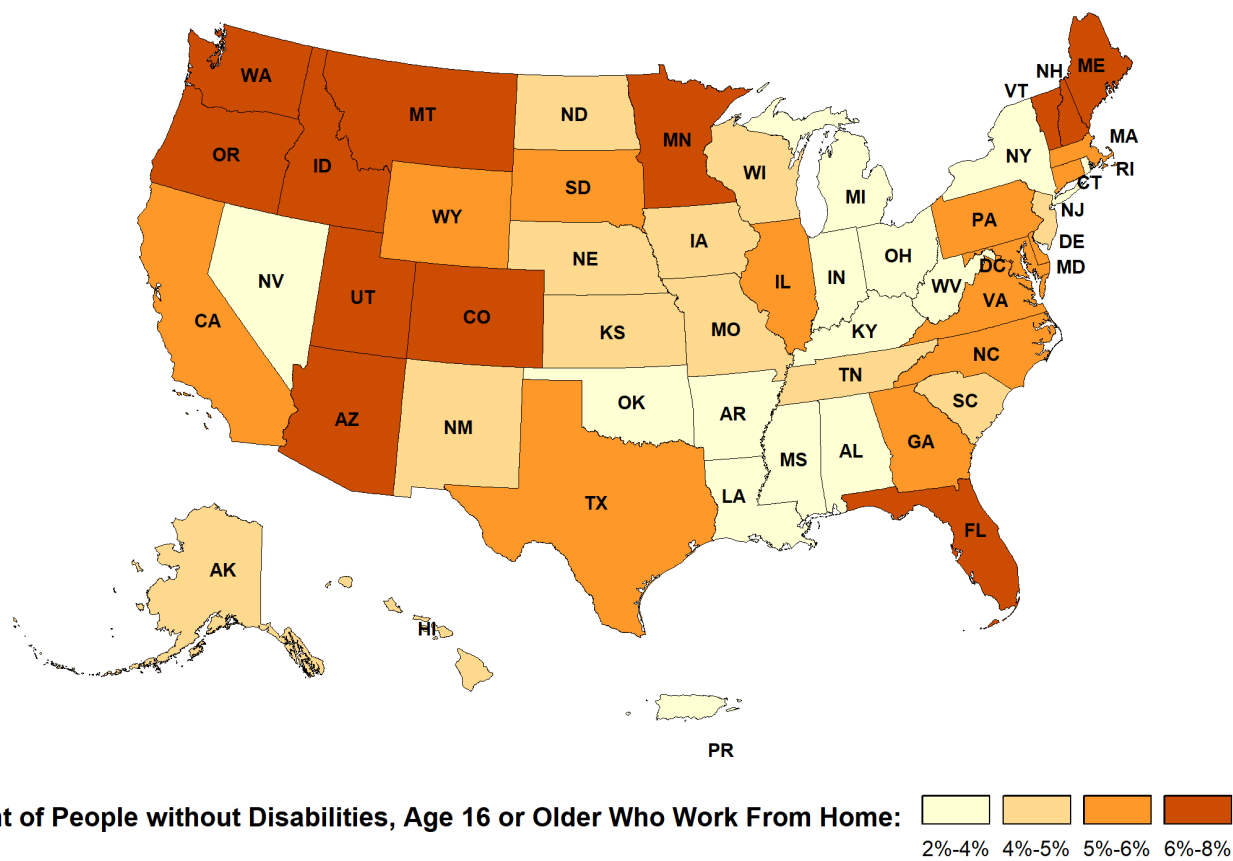 WA
MT
ND
MN
VT
NH
ME
OR
ID
SD
WI
MI
NY
MA
RI
CT
WY
IA
PA
NJ
DE
MD
DC
NV
NE
IL
IN
OH
WV
VA
CA
UT
CO
KS
MO
KY
NC
TN
AZ
NM
OK
AR
SC
MS
AL
GA
TX
LA
FL
AK
HI
PR
of People without Disabilities, Age 16 or Older Who Work From Home:
2%-4% 4%-5% 5%-6% 6%-8%